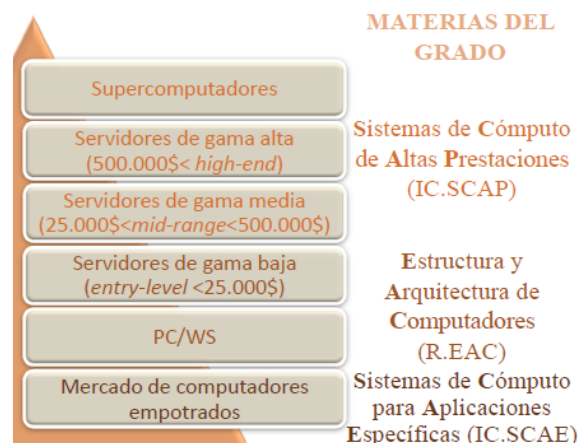 MATERIAS DEL
GRADO
Supercomputadores
Servidores de gama alta
(500.000$< high-end)
Servidores de gama media
(25.000$<mid-range<500.000$)
Servidores de gama baja
(entry-level <25.000$)
PC/WS
Mercado de computadores
empotrados
Sistemas de Cómputo
de Altas Prestaciones
(IC.SCAP)
Estructura y
Arquitectura de
Computadores
(R.EAC)
Sistemas de Cómputo
para Aplicaciones
Específicas (IC.SCAE)